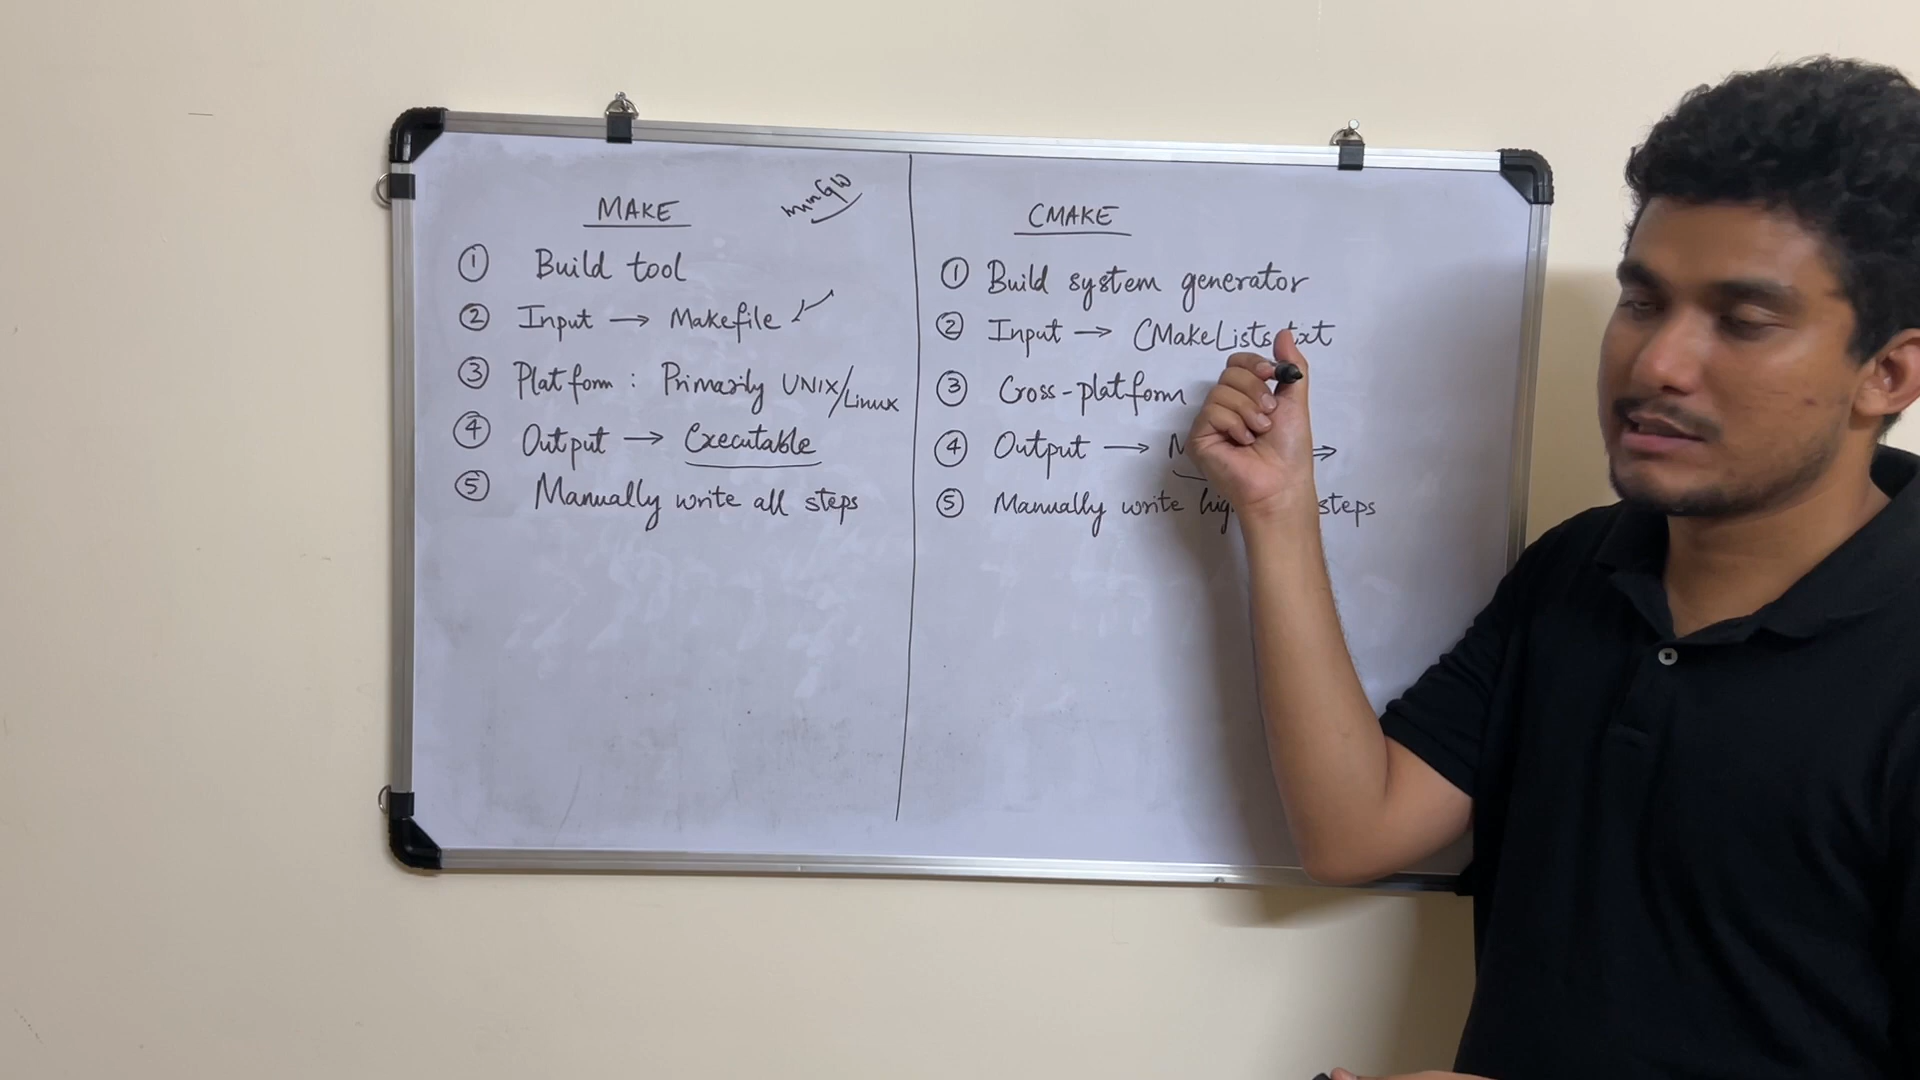 MAKE
minGW
① Build tool
② Input → Makefile
③ Platform : Primarily UNIX/Linux
④ Output → Executable
⑤ Manually write all steps
CMAKE
① Build system generator
② Input → CMakeLists.txt
③ Cross-platform
④ Output → →
⑤ Manually write steps